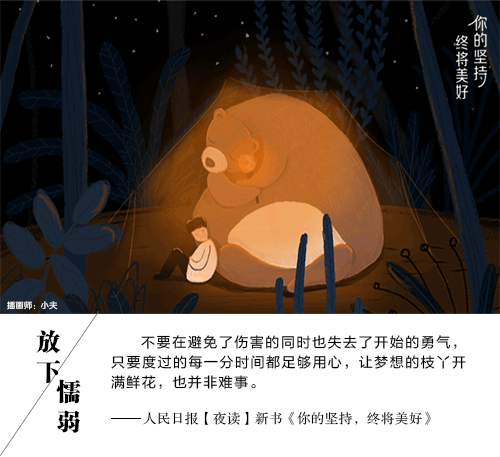 你的坚持
终将美好
插画师：小夫
放下
懦弱
不要在避免了伤害的同时也失去了开始的勇气，
只要度过的每一分时间都足够用心，让梦想的枝丫开
满鲜花，也并非难事。
——人民日报【夜读】新书《你的坚持，终将美好》